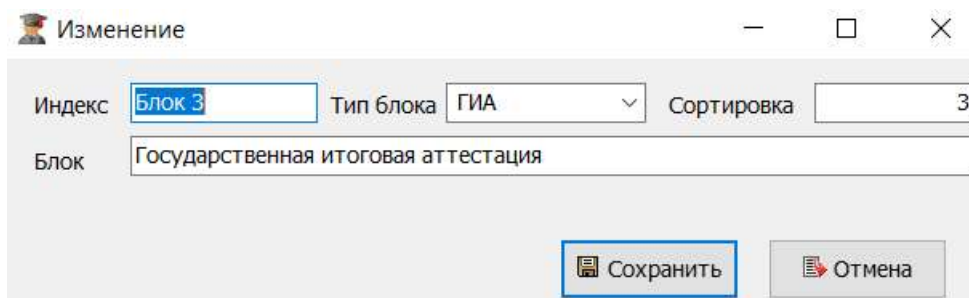 Изменение
Индекс Блок 3 Тип блока ГИА Сортировка 3
Блок Государственная итоговая аттестация
Сохранить Отмена